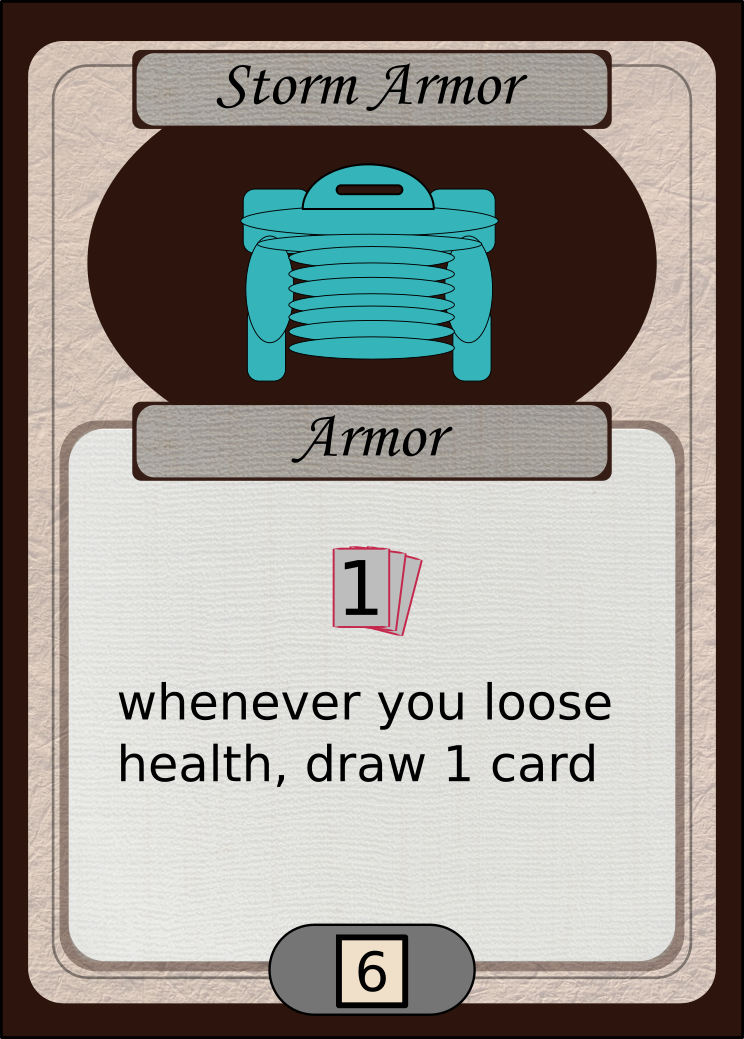 Storm Armor
Armor
1
whenever you loose
health, draw 1 card
6